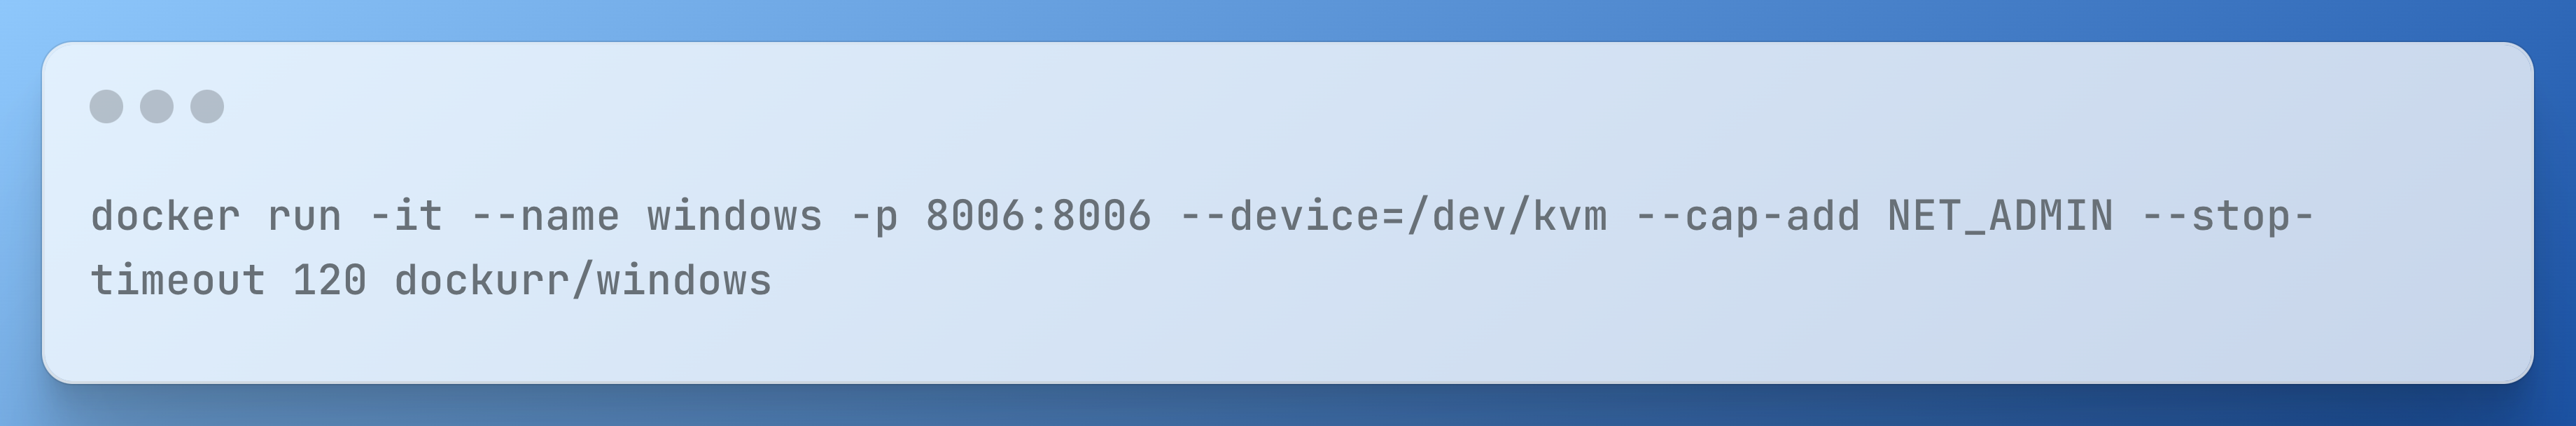 docker run -it --name windows -p 8006:8006 --device=/dev/kvm --cap-add NET_ADMIN --stop-
timeout 120 dockurr/windows